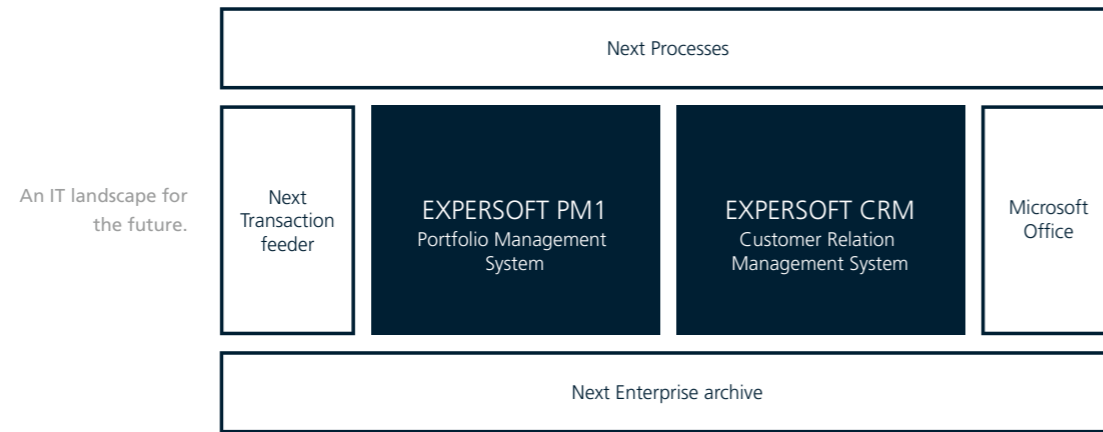 Next Processes
An IT landscape for
the future.
Next
Transaction
feeder
EXPERSOFT PM1
Portfolio Management
System
EXPERSOFT CRM
Customer Relation
Management System
Microsoft
Office
Next Enterprise archive